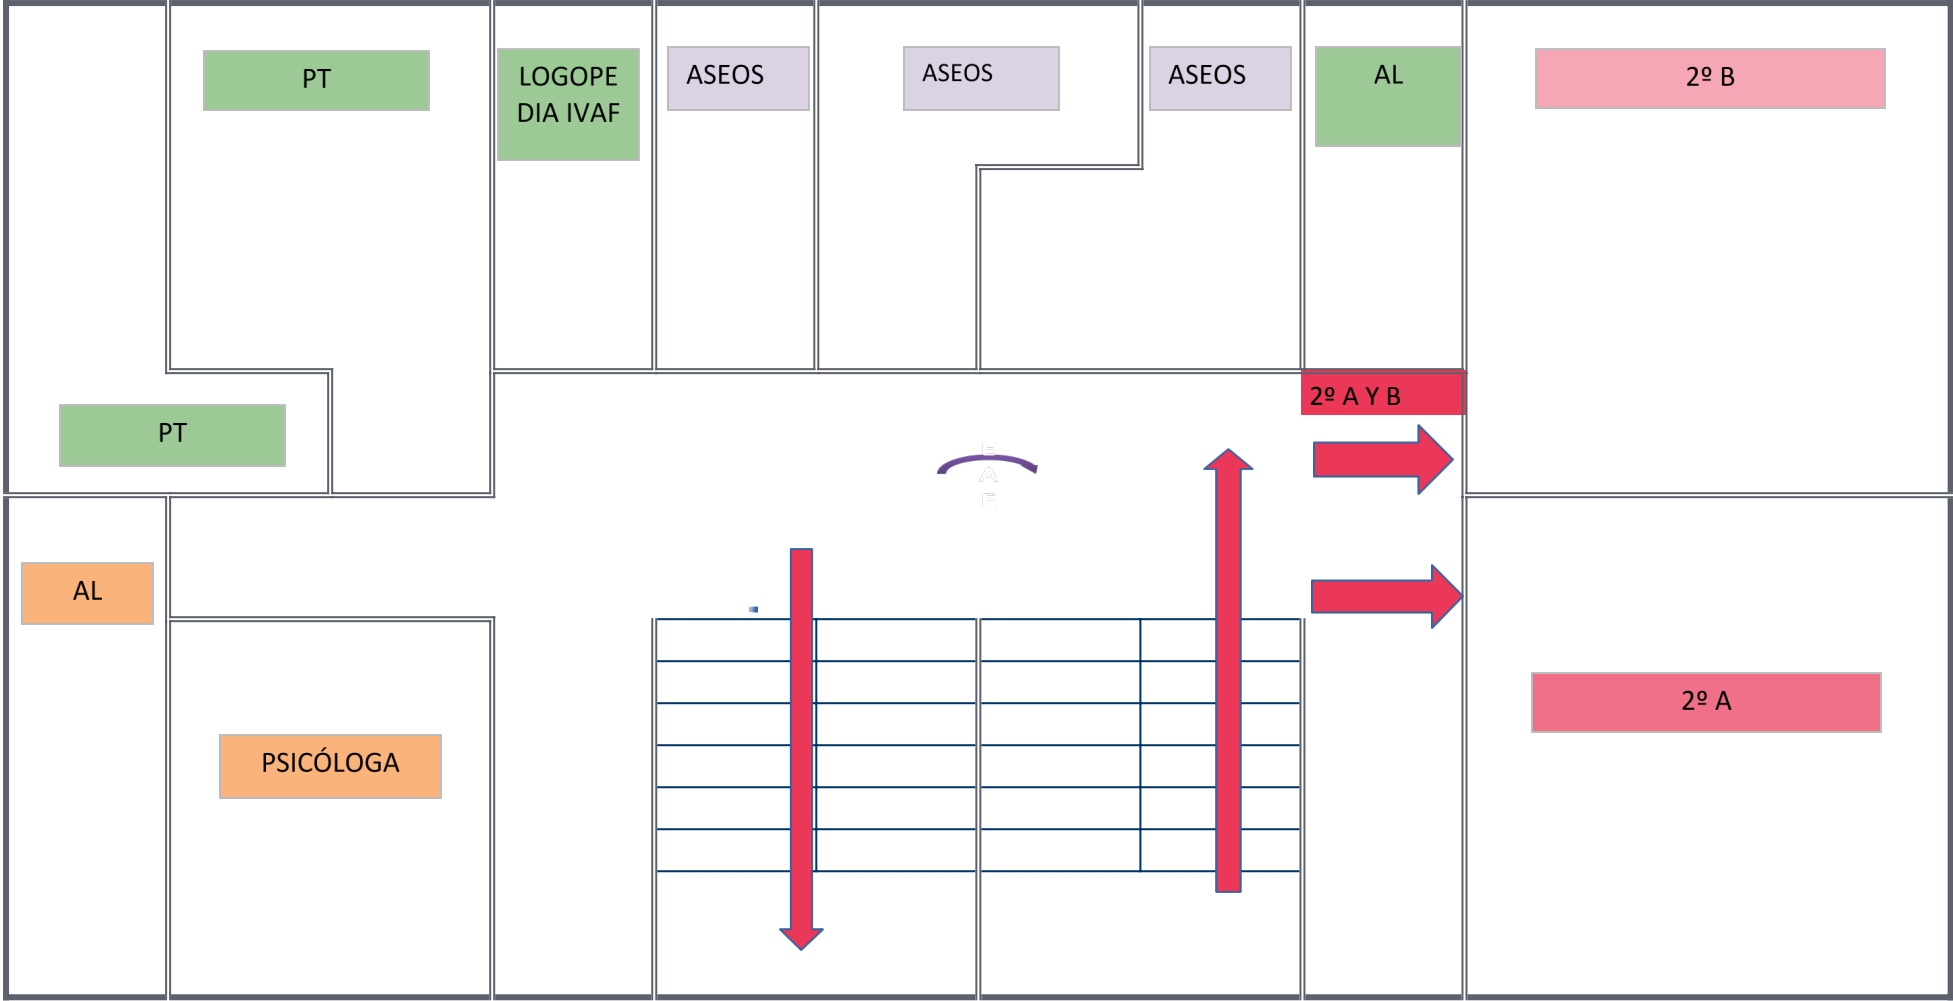 PT
LOGOPE
DIA IVAF
ASEOS
ASEOS
ASEOS
AL
2º B
2º A Y B
PT
AL
PSICÓLOGA
2º A